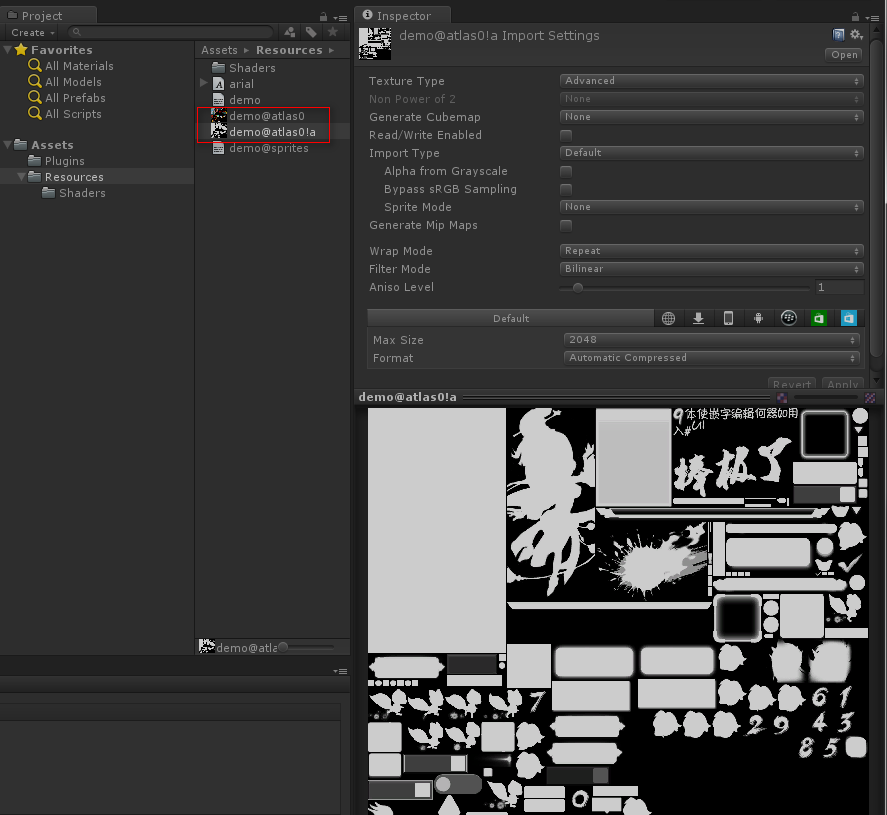 Project
Create
Favorites
All Materials
All Models
All Prefabs
All Scripts
Assets
Plugins
Resources
Shaders
Assets ▸ Resources ▸
Shaders
arial
demo
demo@atlas0
demo@atlas0!a
demo@sprites
demo@atla
Inspector
demo@atlas0!a Import Settings
Open
Texture Type Advanced
Non Power of 2 None
Generate Cubemap None
Read/Write Enabled
Import Type Default
Alpha from Grayscale
Bypass sRGB Sampling
Sprite Mode None
Generate Mip Maps
Wrap Mode Repeat
Filter Mode Bilinear
Aniso Level 1
Default
Max Size 2048
Format Automatic Compressed
Revert Apply
demo@atlas0!a
本使嵌字编辑何器如用
入#UI
棒极了
7
6 1
2 9 4 3
8 5
0